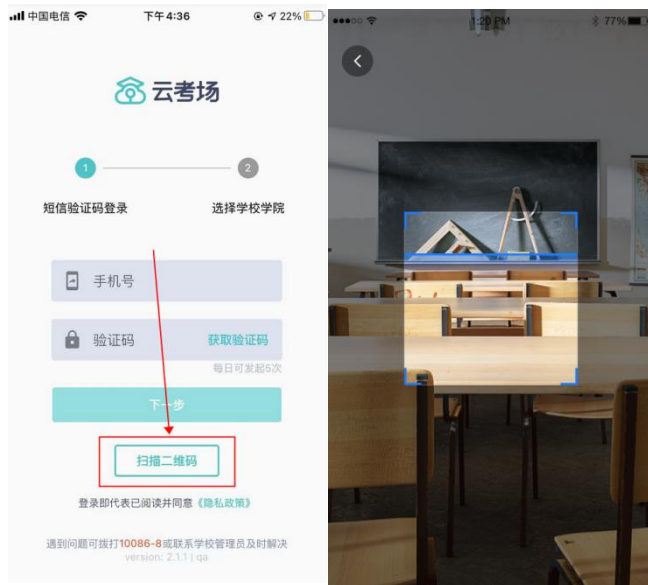 中国电信 下午4:36 22%
云考场
1 2
短信验证码登录 选择学校学院
手机号
验证码 获取验证码
每日可发起5次
下一步
扫描二维码
登录即代表已阅读并同意《隐私政策》
遇到问题可拨打10086-8或联系学校管理员及时解决
version: 2.1.1 | qa
1:20 PM 77%